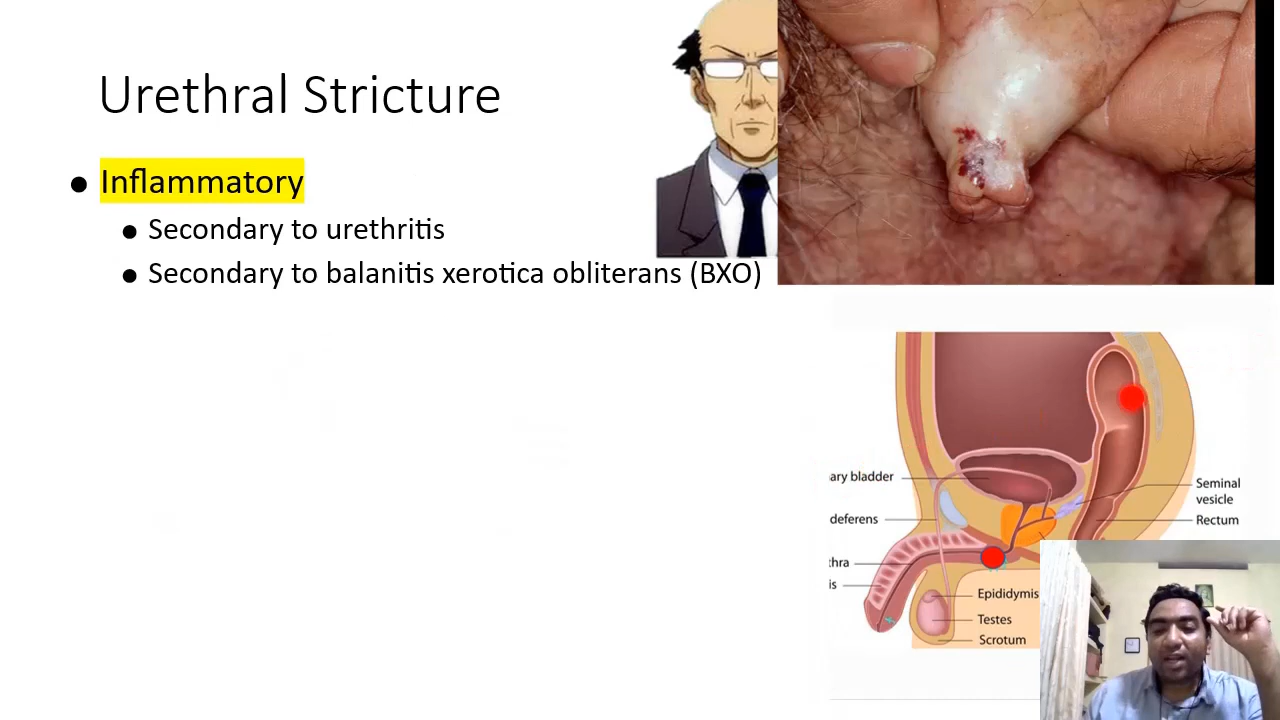 Urethral Stricture
Inflammatory
Secondary to urethritis
Secondary to balanitis xerotica obliterans (BXO)
ary bladder
deferens
thra
is
Seminal
vesicle
Rectum
Epididymis
Testes
Scrotum